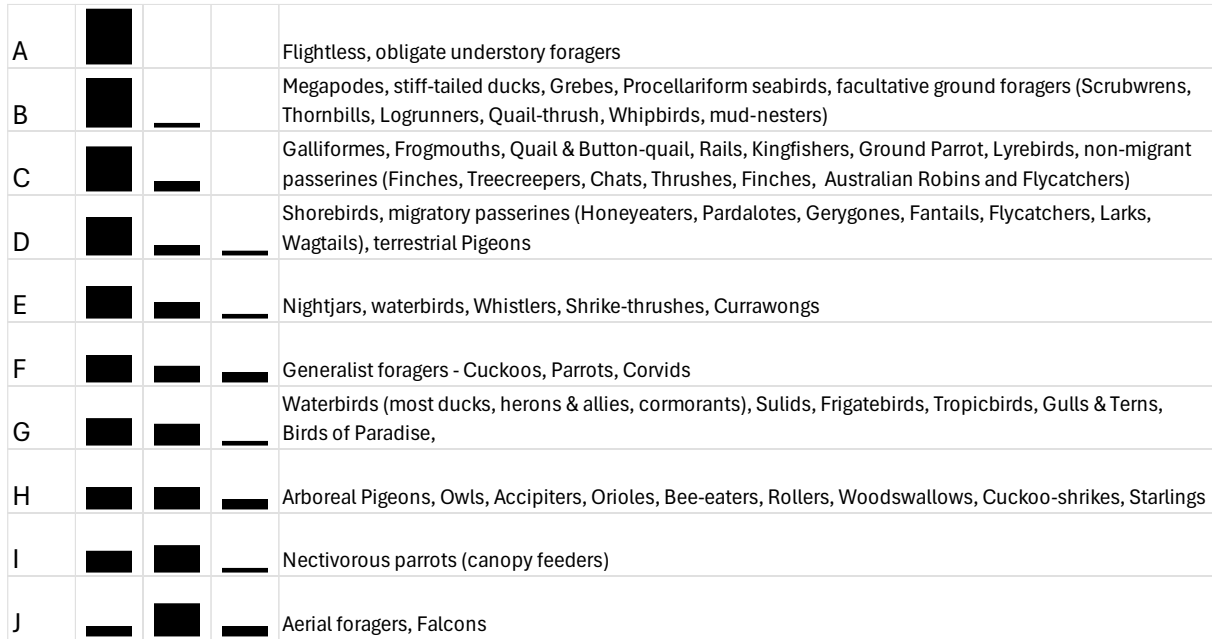 A
Flightless, obligate understory foragers
B
Megapodes, stiff-tailed ducks, Grebes, Procellariform seabirds, facultative ground foragers (Scrubwrens,
Thornbills, Logrunners, Quail-thrush, Whipbirds, mud-nesters)
C
Galliformes, Frogmouths, Quail & Button-quail, Rails, Kingfishers, Ground Parrot, Lyrebirds, non-migrant
passerines (Finches, Treecreepers, Chats, Thrushes, Finches, Australian Robins and Flycatchers)
D
Shorebirds, migratory passerines (Honeyeaters, Pardalotes, Gerygones, Fantails, Flycatchers, Larks,
Wagtails), terrestrial Pigeons
E
Nightjars, waterbirds, Whistlers, Shrike-thrushes, Currawongs
F
Generalist foragers - Cuckoos, Parrots, Corvids
G
Waterbirds (most ducks, herons & allies, cormorants), Sulids, Frigatebirds, Tropicbirds, Gulls & Terns,
Birds of Paradise,
H
Arboreal Pigeons, Owls, Accipiters, Orioles, Bee-eaters, Rollers, Woodswallows, Cuckoo-shrikes, Starlings
I
Nectivorous parrots (canopy feeders)
J
Aerial foragers, Falcons